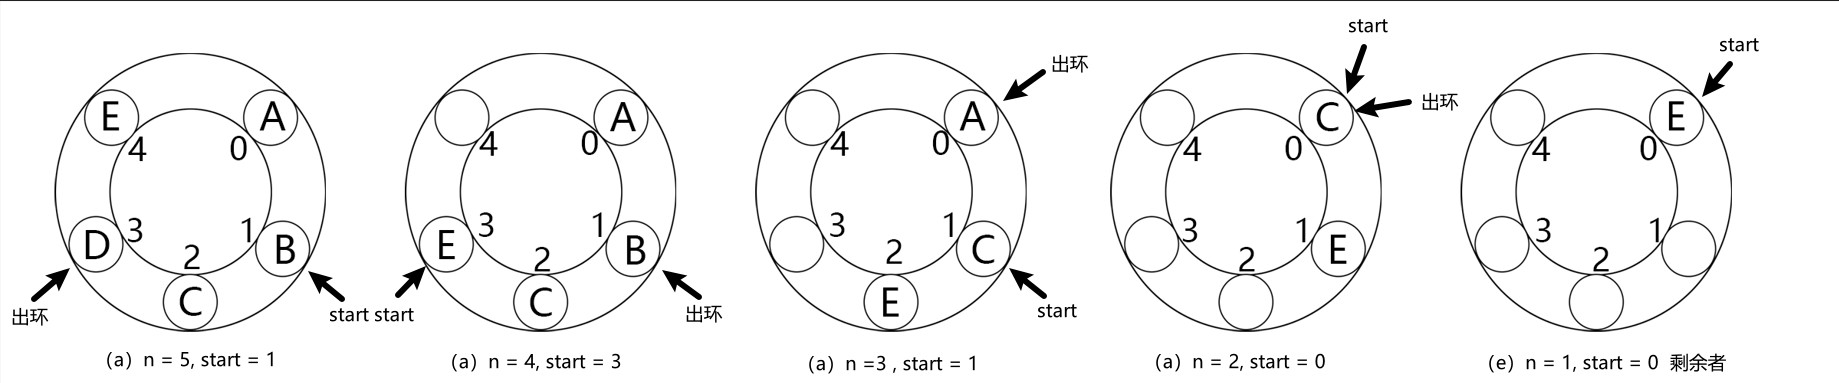 E
A
4
0
D
3
1
B
2
C
出环
start
(a) n = 5, start = 1
A
4
0
E
3
1
B
2
C
start
出环
(a) n = 4, start = 3
出环
A
4
0
3
1
C
2
E
start
(a) n =3 , start = 1
start
出环
C
4
0
3
1
E
2
(a) n = 2, start = 0
start
E
4
0
3
1
2
(e) n = 1, start = 0 剩余者